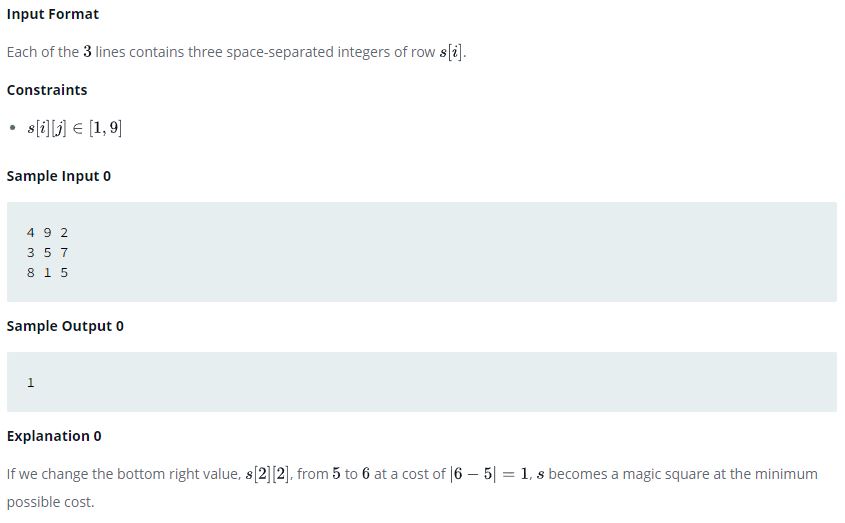 Input Format
Each of the 3 lines contains three space-separated integers of row s[i].
Constraints
• s[i][j] ∈ [1, 9]
Sample Input 0
4 9 2
3 5 7
8 1 5
Sample Output 0
1
Explanation 0
If we change the bottom right value, s[2][2], from 5 to 6 at a cost of |6 − 5| = 1, s becomes a magic square at the minimum
possible cost.